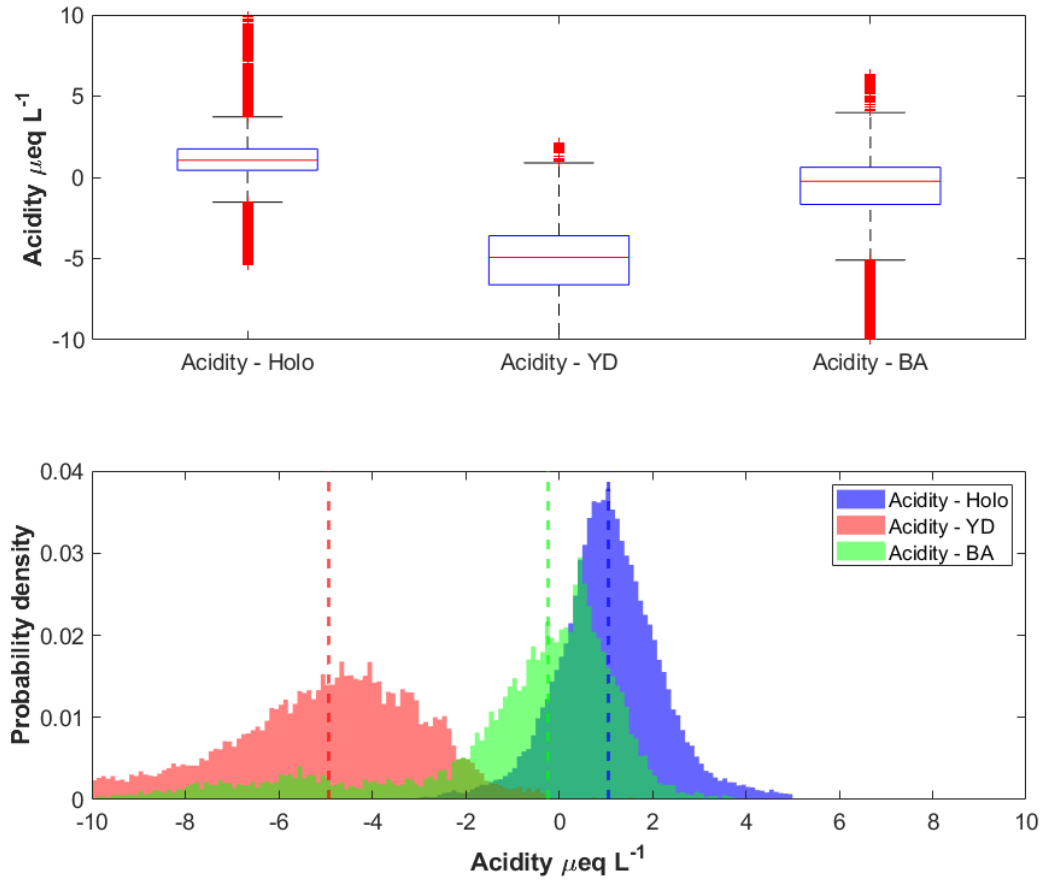 10
5
0
-5
-10
Acidity μeq L⁻¹
Acidity - Holo Acidity - YD Acidity - BA
0.04
0.03
0.02
0.01
0
Probability density
Acidity - Holo
Acidity - YD
Acidity - BA
-10 -8 -6 -4 -2 0 2 4 6 8 10
Acidity μeq L⁻¹